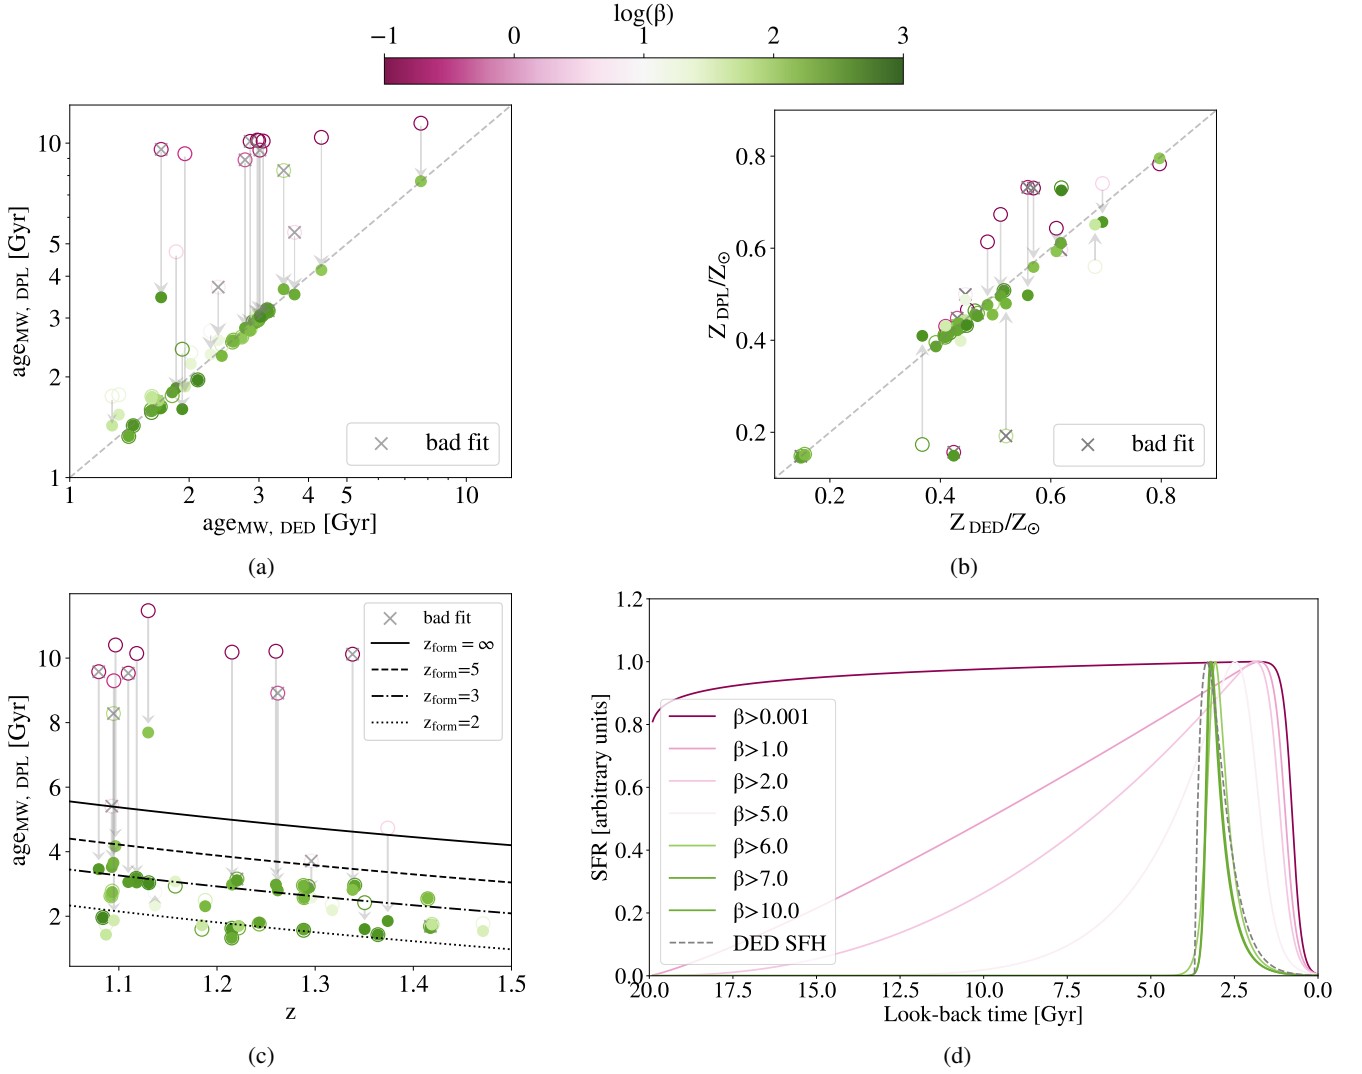 log(β)
−1 0 1 2 3
age_MW, DPL [Gyr]
10
5
4
3
2
1
1 2 3 4 5 10
age_MW, DED [Gyr]
bad fit
(a)
Z_DPL/Z_⊙
0.8
0.6
0.4
0.2
0.2 0.4 0.6 0.8
Z_DED/Z_⊙
bad fit
(b)
age_MW, DPL [Gyr]
10
8
6
4
2
1.1 1.2 1.3 1.4 1.5
z
bad fit
z_form = ∞
z_form=5
z_form=3
z_form=2
(c)
SFR [arbitrary units]
1.2
1.0
0.8
0.6
0.4
0.2
0.0
20.0 17.5 15.0 12.5 10.0 7.5 5.0 2.5 0.0
Look-back time [Gyr]
β>0.001
β>1.0
β>2.0
β>5.0
β>6.0
β>7.0
β>10.0
DED SFH
(d)